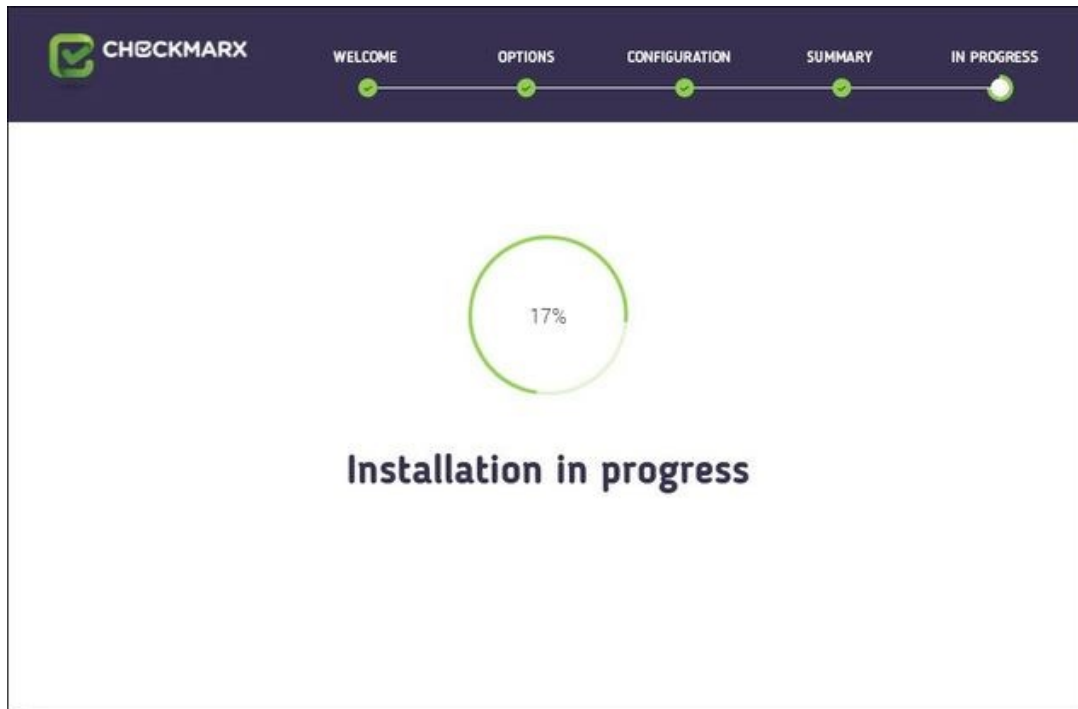 CHECKMARX
WELCOME OPTIONS CONFIGURATION SUMMARY IN PROGRESS
17%
Installation in progress